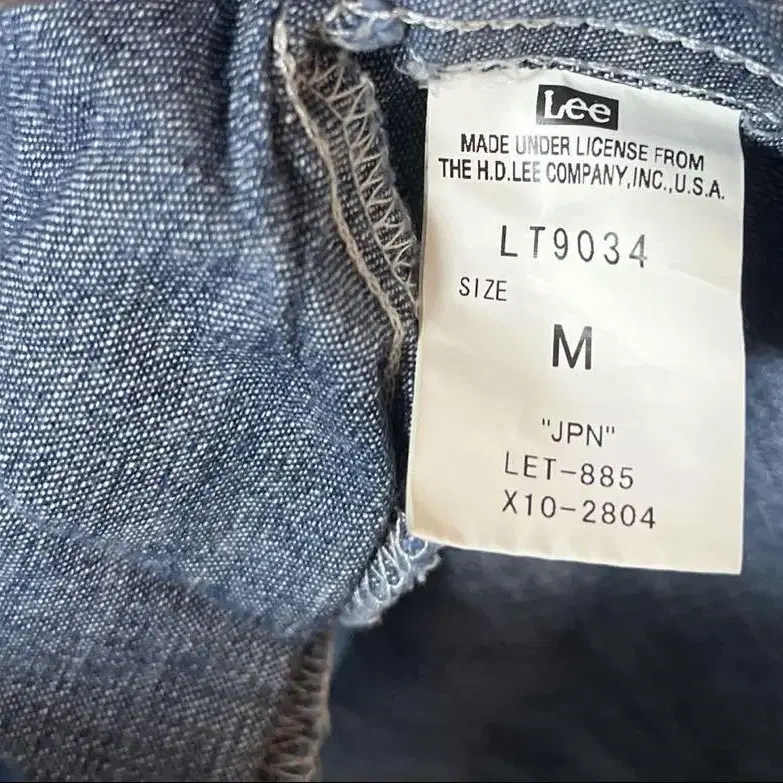 Lee
MADE UNDER LICENSE FROM
THE H.D.LEE COMPANY,INC.,U.S.A.
LT9034
SIZE
M
"JPN"
LET-885
X10-2804